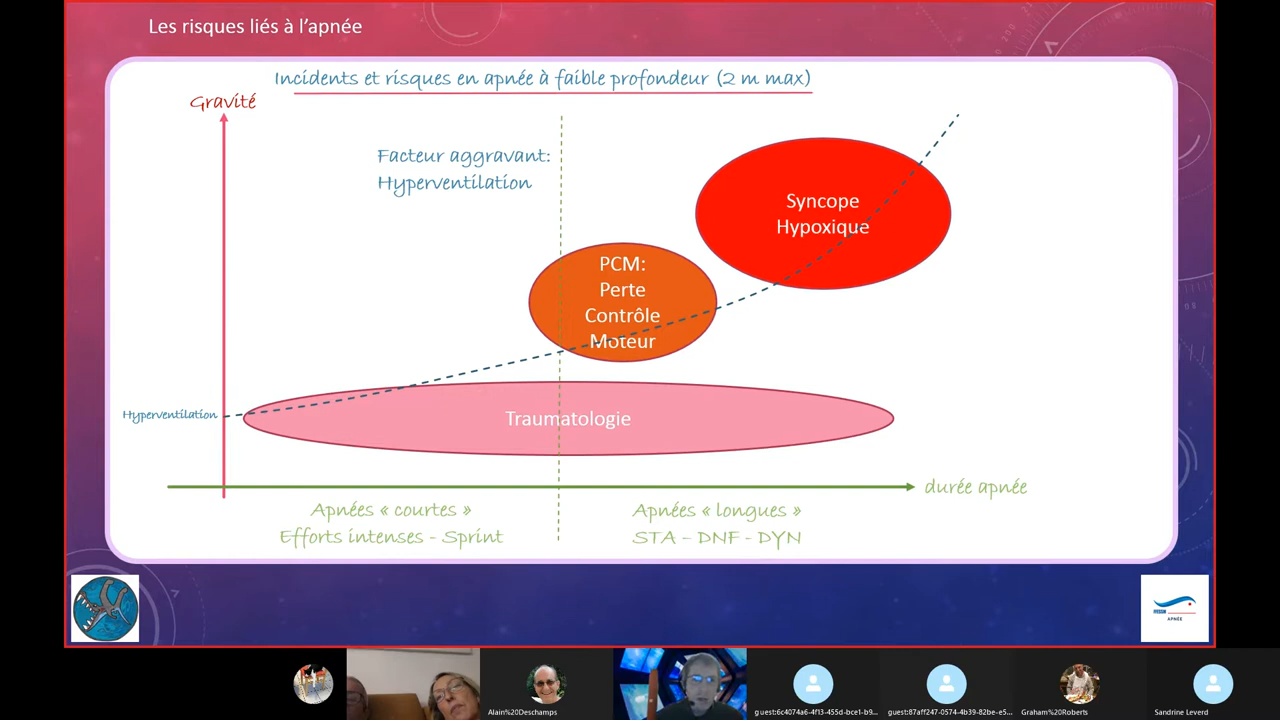 Les risques liés à l'apnée
Incidents et risques en apnée à faible profondeur (2 m max)
Gravité
Facteur aggravant:
Hyperventilation
Syncope
Hypoxique
PCM:
Perte
Contrôle
Moteur
Hyperventilation
Traumatologie
durée apnée
Apnées « courtes »
Efforts intenses - Sprint
Apnées « longues »
STA – DNF - DYN
FFESSM
APNÉE
Alain%20Deschamps
guest:6c4074a6-4f13-455d-bce1-b9...
guest:87aff247-0574-4b39-82be-e5...
Graham%20Roberts
Sandrine Leverd